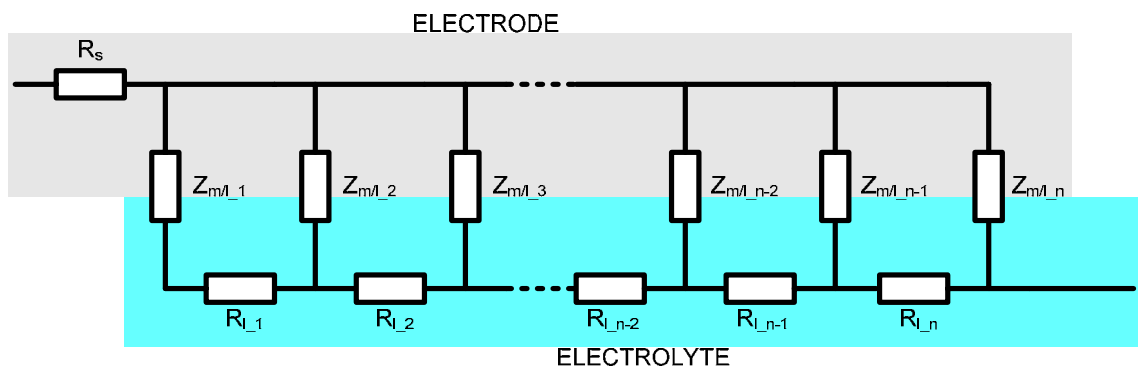 ELECTRODE
Rs
Zm/l_1 Zm/l_2 Zm/l_3 Zm/l_n-2 Zm/l_n-1 Zm/l_n
Rl_1 Rl_2 Rl_n-2 Rl_n-1 Rl_n
ELECTROLYTE